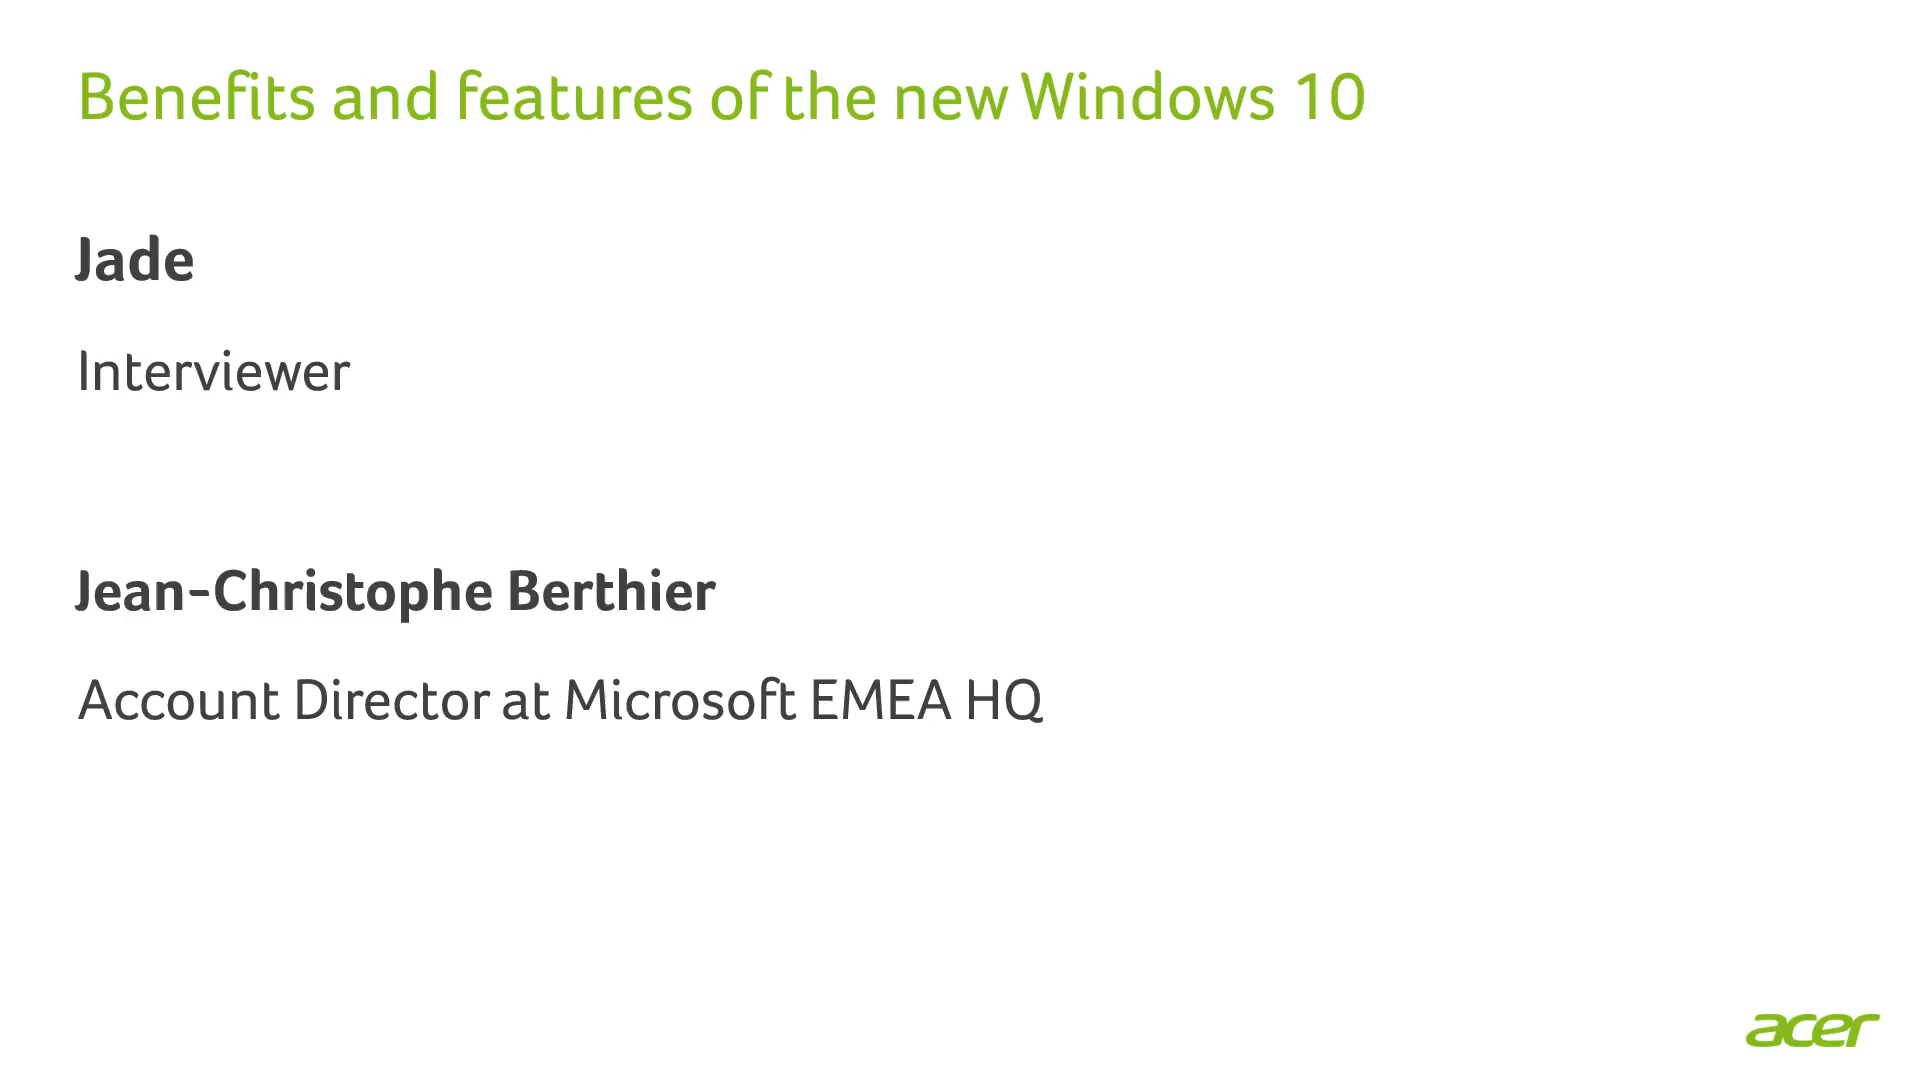 Benefits and features of the new Windows 10
Jade
Interviewer
Jean-Christophe Berthier
Account Director at Microsoft EMEA HQ
acer